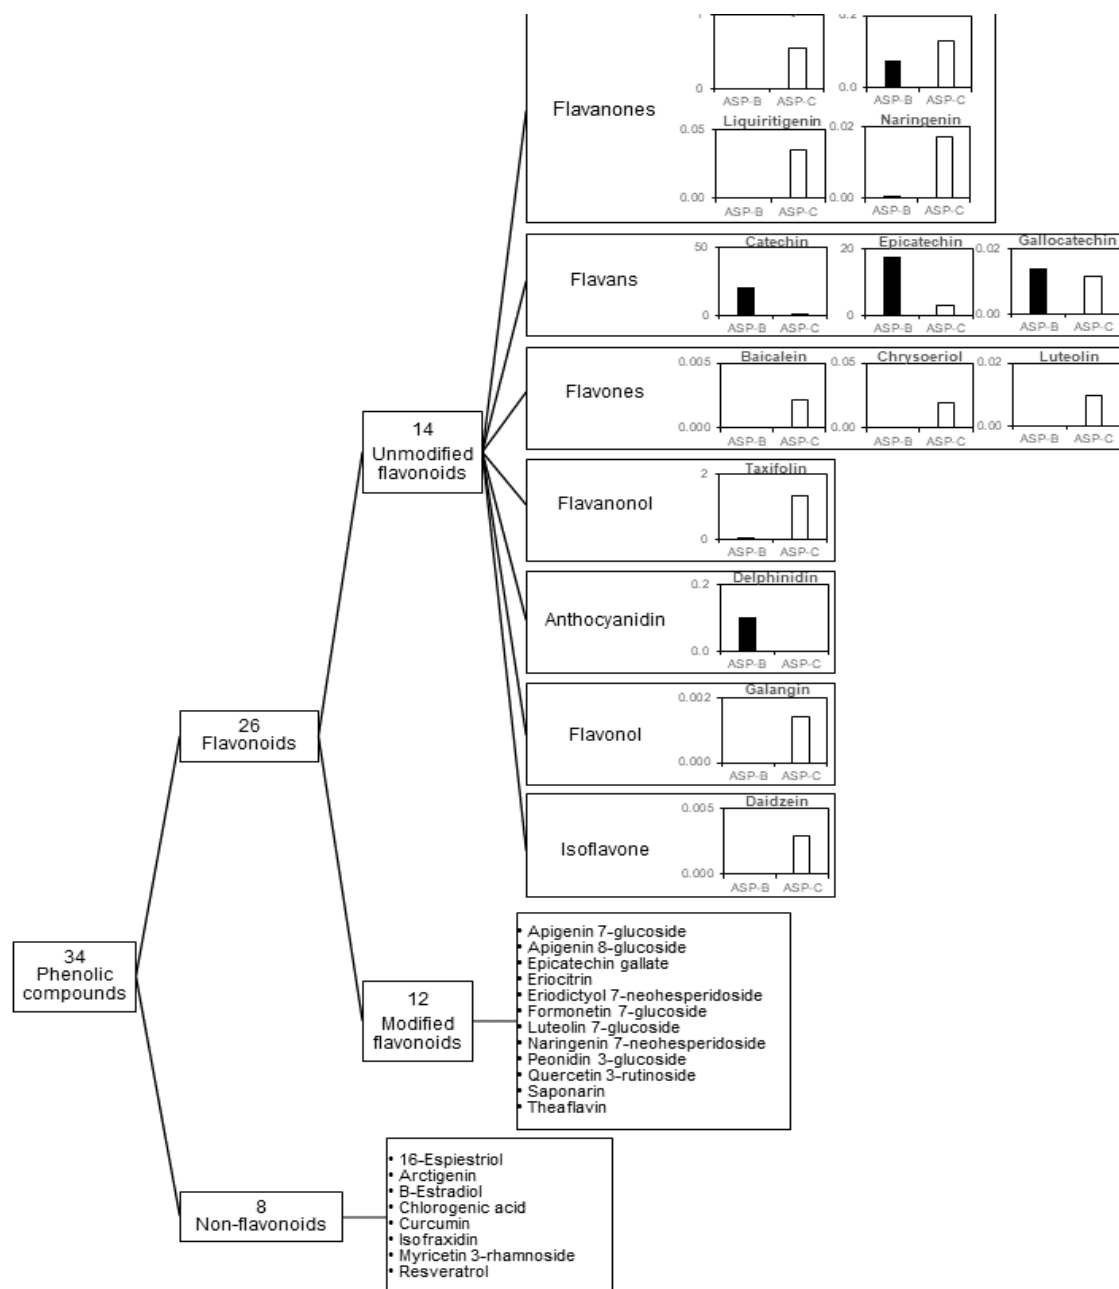 1
0
ASP-B ASP-C
0.2
0.0
ASP-B ASP-C
Flavanones
Liquiritigenin
0.05
0.00
ASP-B ASP-C
Naringenin
0.02
0.00
ASP-B ASP-C
Flavans
Catechin
50
0
ASP-B ASP-C
Epicatechin
20
0
ASP-B ASP-C
Gallocatechin
0.02
0.00
ASP-B ASP-C
Flavones
Baicalein
0.005
0.000
ASP-B ASP-C
Chrysoeriol
0.05
0.00
ASP-B ASP-C
Luteolin
0.02
0.00
ASP-B ASP-C
14
Unmodified
flavonoids
Flavanonol
Taxifolin
2
0
ASP-B ASP-C
Anthocyanidin
Delphinidin
0.2
0.0
ASP-B ASP-C
Flavonol
Galangin
0.002
0.000
ASP-B ASP-C
26
Flavonoids
Isoflavone
Daidzein
0.005
0.000
ASP-B ASP-C
34
Phenolic
compounds
12
Modified
flavonoids
• Apigenin 7-glucoside
• Apigenin 8-glucoside
• Epicatechin gallate
• Eriocitrin
• Eriodictyol 7-neohesperidoside
• Formonetin 7-glucoside
• Luteolin 7-glucoside
• Naringenin 7-neohesperidoside
• Peonidin 3-glucoside
• Quercetin 3-rutinoside
• Saponarin
• Theaflavin
8
Non-flavonoids
• 16-Espiestriol
• Arctigenin
• B-Estradiol
• Chlorogenic acid
• Curcumin
• Isofraxidin
• Myricetin 3-rhamnoside
• Resveratrol